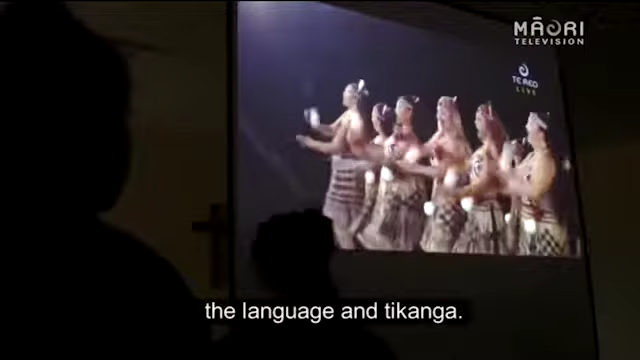 MĀORI
TELEVISION
TE REO
LIVE
the language and tikanga.